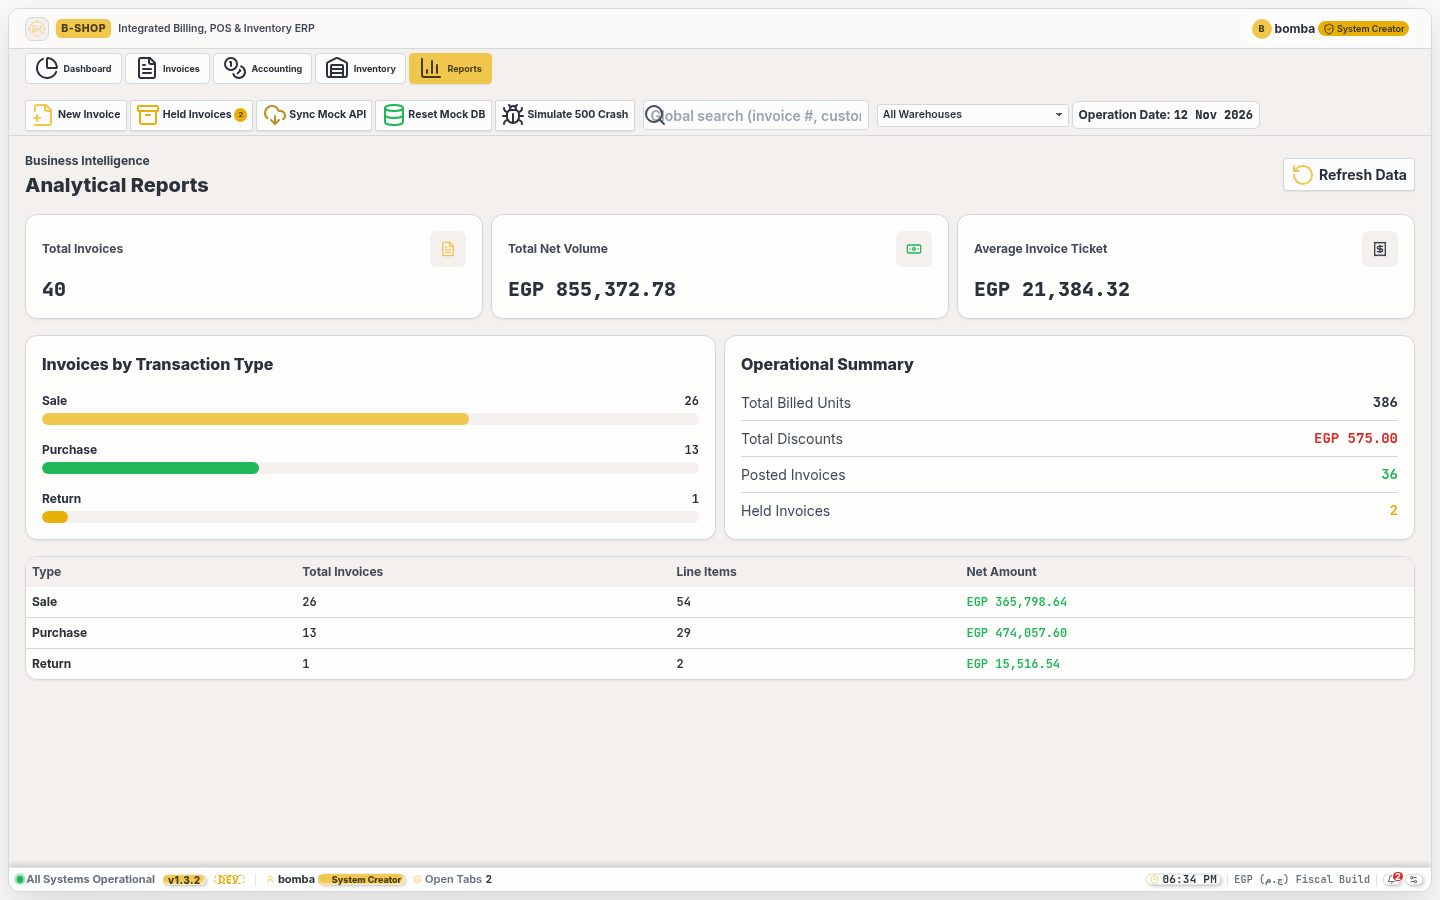 B-SHOP Integrated Billing, POS & Inventory ERP
B bomba System Creator
Dashboard Invoices Accounting Inventory Reports
New Invoice Held Invoices 2 Sync Mock API Reset Mock DB Simulate 500 Crash Global search (invoice #, custo All Warehouses Operation Date: 12 Nov 2026
Business Intelligence
Analytical Reports
Refresh Data
Total Invoices
40
Total Net Volume
EGP 855,372.78
Average Invoice Ticket
EGP 21,384.32
Invoices by Transaction Type
Sale 26
Purchase 13
Return 1
Operational Summary
Total Billed Units 386
Total Discounts EGP 575.00
Posted Invoices 36
Held Invoices 2
Type Total Invoices Line Items Net Amount
Sale 26 54 EGP 365,798.64
Purchase 13 29 EGP 474,057.60
Return 1 2 EGP 15,516.54
All Systems Operational v1.3.2 DEV bomba System Creator Open Tabs 2 06:34 PM EGP (ج.م) Fiscal Build 2